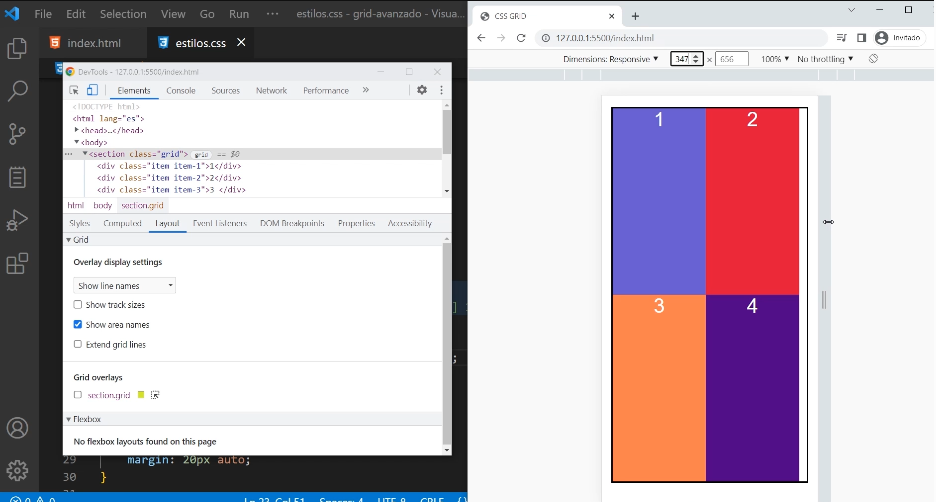 File Edit Selection View Go Run ··· estilos.css - grid-avanzado - Visua...
index.html estilos.css
DevTools - 127.0.0.1:5500/index.html
Elements Console Sources Network Performance »
<!DOCTYPE html>
<html lang="es">
<head>…</head>
<body>
<section class="grid"> grid == $0
<div class="item item-1">1</div>
<div class="item item-2">2</div>
<div class="item item-3">3 </div>
html body section.grid
Styles Computed Layout Event Listeners DOM Breakpoints Properties Accessibility
Grid
Overlay display settings
Show line names
Show track sizes
Show area names
Extend grid lines
Grid overlays
section.grid
Flexbox
No flexbox layouts found on this page
] :
;
29 margin: 20px auto;
30 }
0 0 Ln 23, Col 51 Spaces: 4 UTF-8 CRLF {}
CSS GRID
127.0.0.1:5500/index.html Invitado
Dimensions: Responsive ▼ 347 × 656 100% ▼ No throttling ▼
1 2
3 4